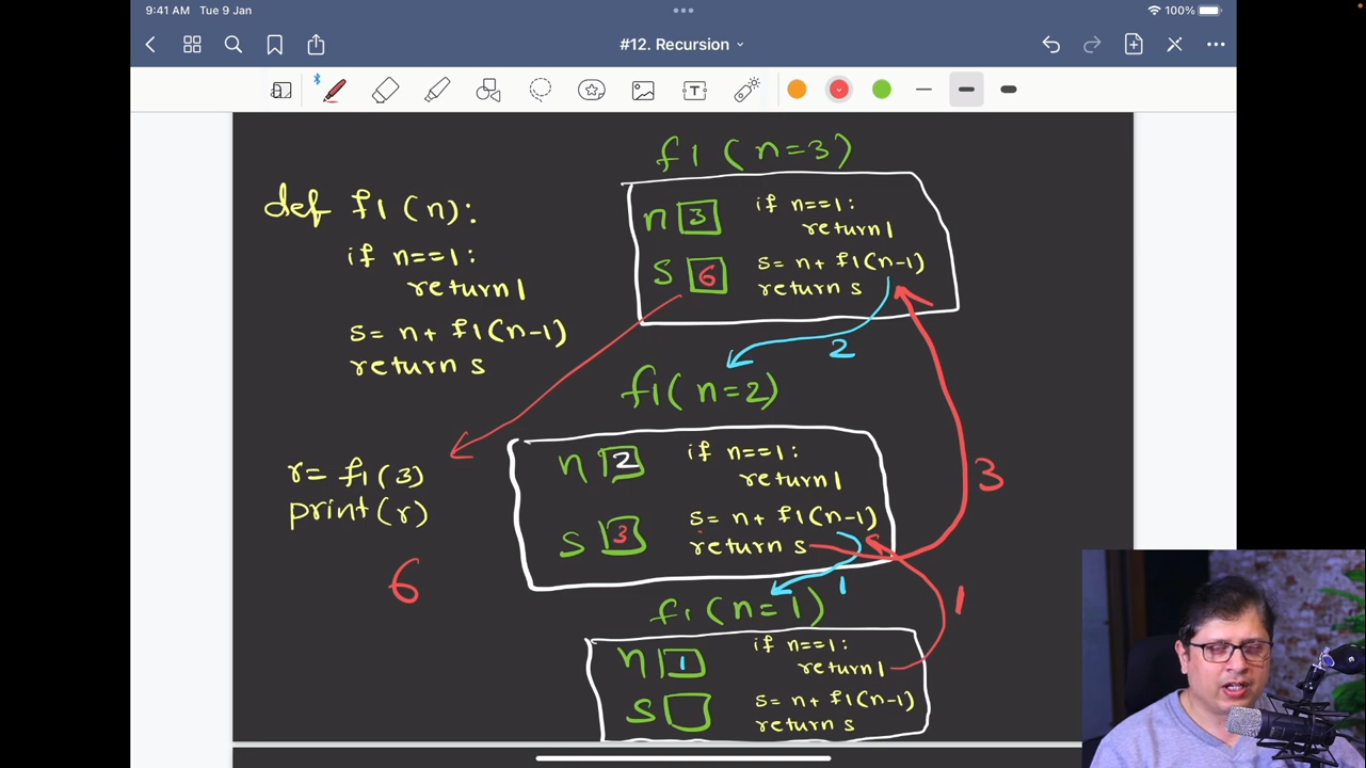 9:41 AM Tue 9 Jan
100%
#12. Recursion
T
def f1(n):
if n==1:
return 1
s= n+ f1(n-1)
return s
r= f1(3)
print(r)
6
f1 (n=3)
n 3
if n==1:
return 1
s 6
s= n+ f1(n-1)
return s
2
f1(n=2)
n 2
if n==1:
return 1
s 3
s= n+ f1(n-1)
return s
3
1
1
f1(n=1)
n 1
if n==1:
return 1
s
s= n+ f1(n-1)
return s